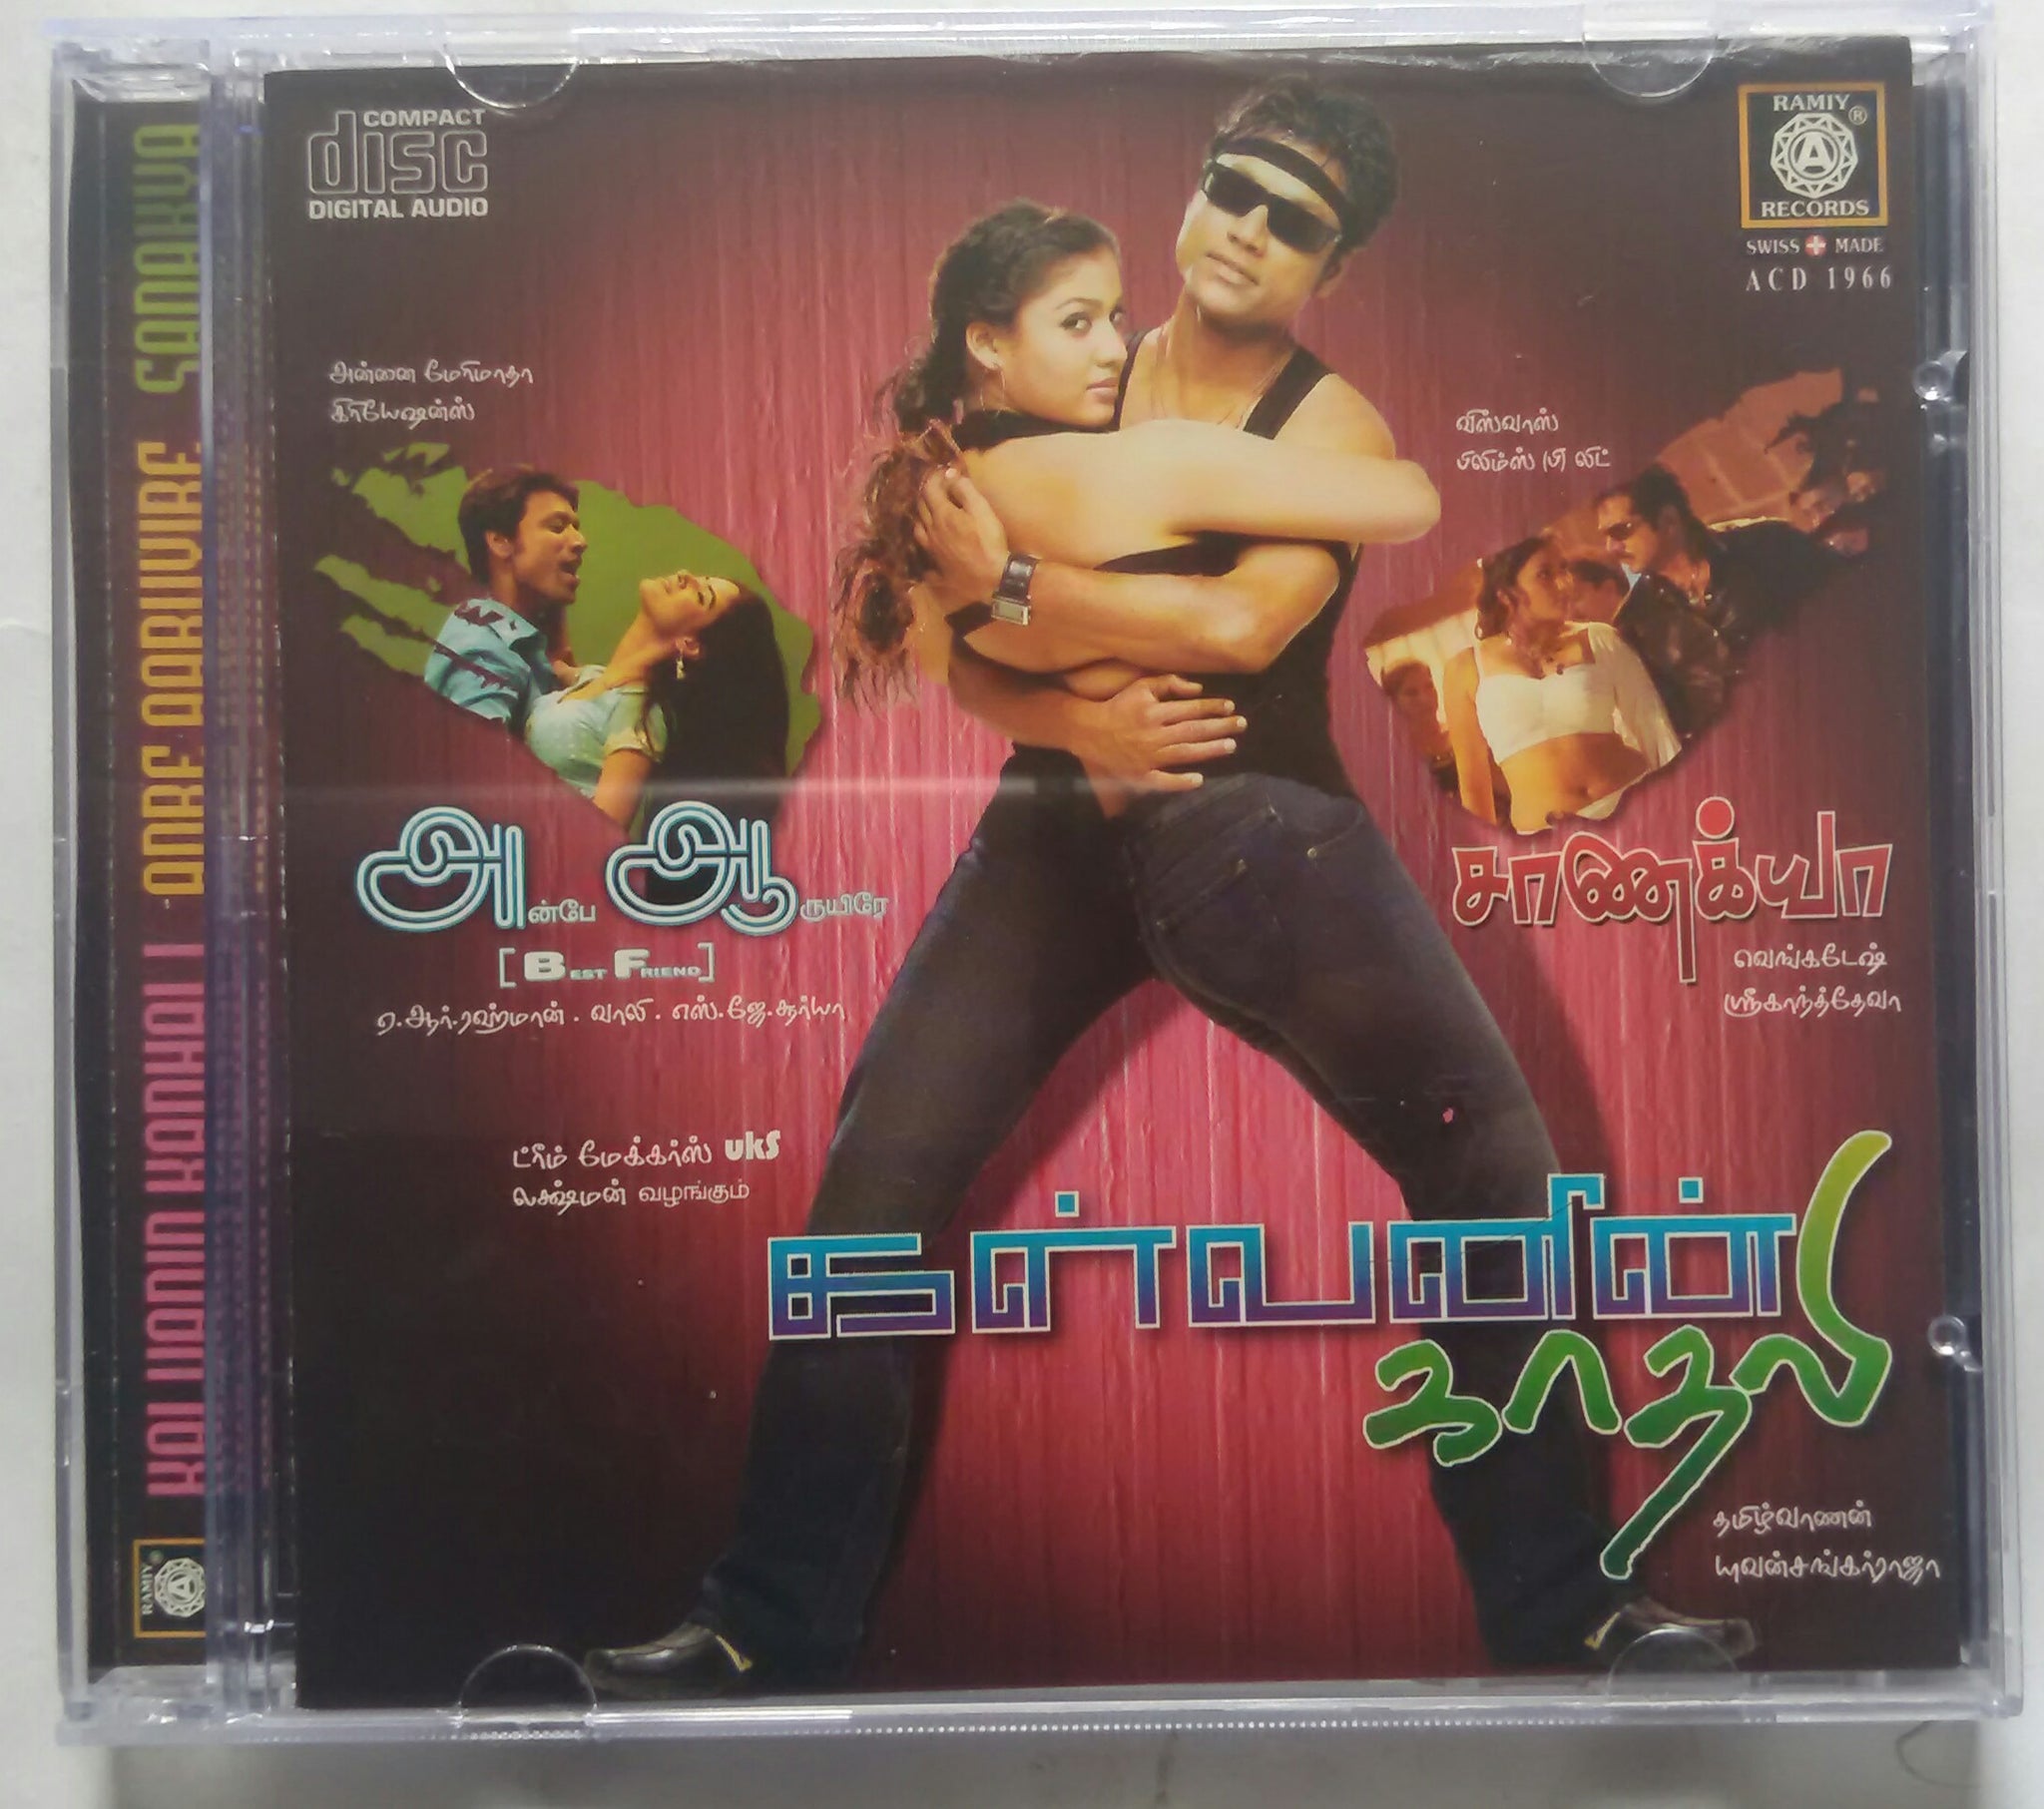 COMPACT
disc
DIGITAL AUDIO
RAMIY ®
A
RECORDS
SWISS MADE
ACD 1966
அன்னை மேரிமாதா
கிரியேஷன்ஸ்
விஸ்வாஸ்
பிலிம்ஸ் (பி) லிட்
அன்பே ஆருயிரே
[BEST FRIEND]
ஏ.ஆர்.ரஹ்மான் . வாலி . எஸ்.ஜே.சூர்யா
சாணக்யா
வெங்கடேஷ்
ஸ்ரீகாந்த்தேவா
ட்ரீம் மேக்கர்ஸ் uks
லக்ஷ்மன் வழங்கும்
கள்வனின்
காதலி
தமிழ்வாணன்
யுவன்சங்கர்ராஜா
KALVANIN KANHALI ANBE AARUYIRE SANAKYA
RAMIY ®
A